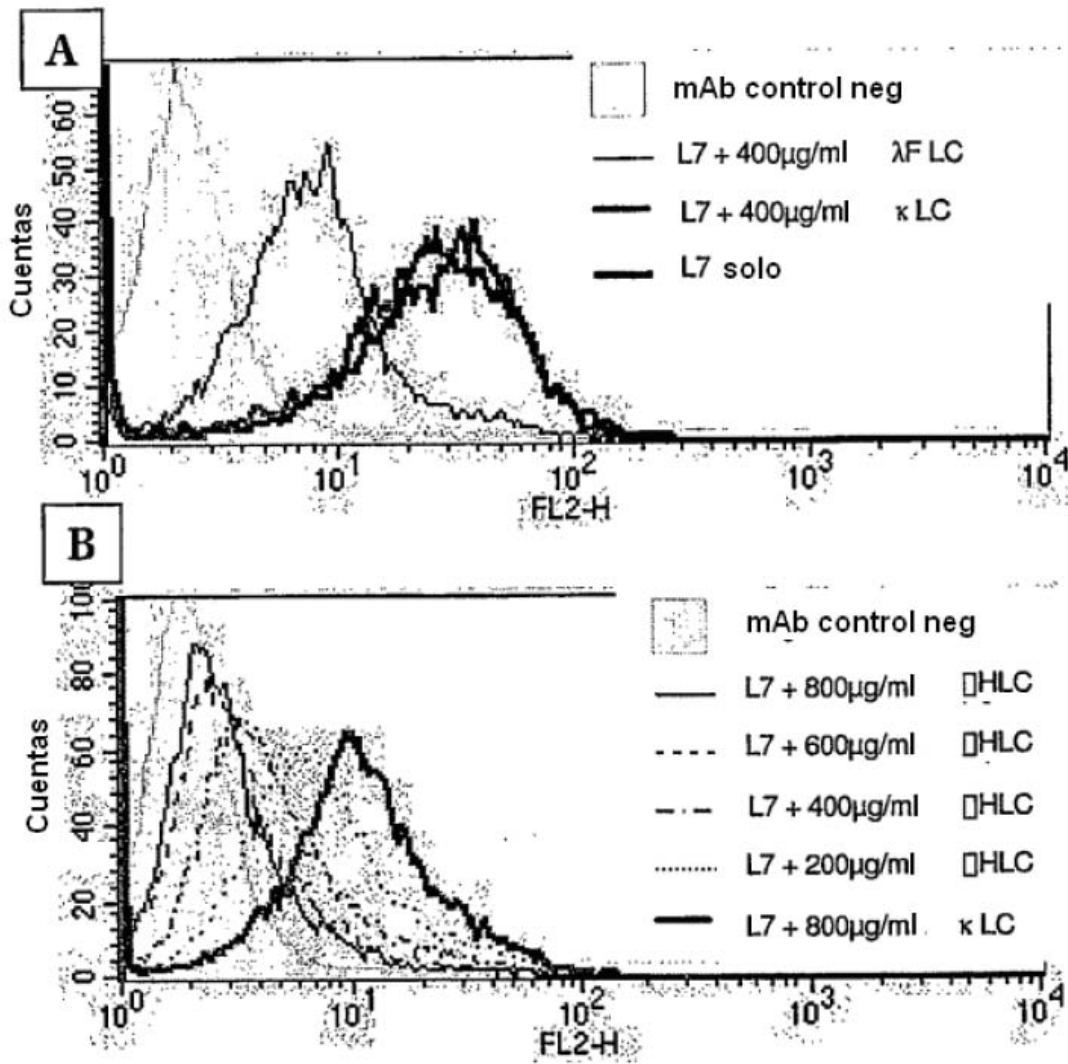 A
mAb control neg
L7 + 400µg/ml λF LC
L7 + 400µg/ml κ LC
L7 solo
Cuentas
0 10 20 30 40 50 60
10⁰ 10¹ 10² 10³ 10⁴
FL2-H
B
mAb control neg
L7 + 800µg/ml ▯HLC
L7 + 600µg/ml ▯HLC
L7 + 400µg/ml ▯HLC
L7 + 200µg/ml ▯HLC
L7 + 800µg/ml κ LC
Cuentas
0 20 40 60 80 100
10⁰ 10¹ 10² 10³ 10⁴
FL2-H